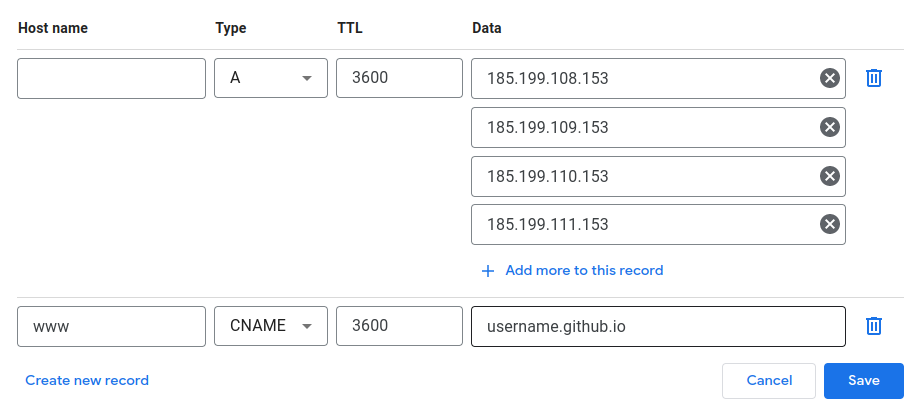 Host name Type TTL Data
A 3600 185.199.108.153
185.199.109.153
185.199.110.153
185.199.111.153
Add more to this record
www CNAME 3600 username.github.io
Create new record Cancel Save